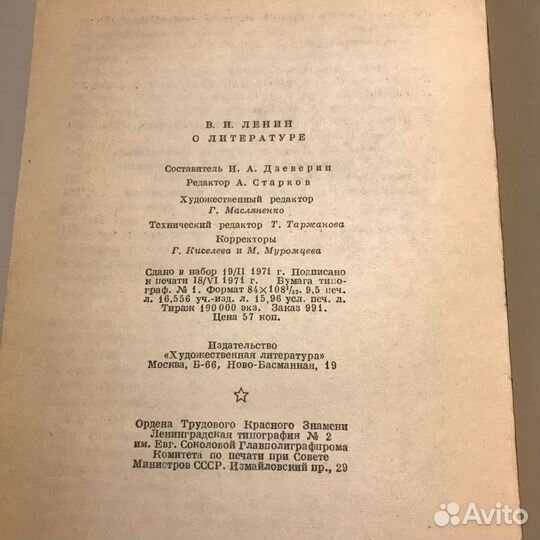 В. И. ЛЕНИН
О ЛИТЕРАТУРЕ
Составитель И. А. Дзеверин
Редактор А. Старков
Художественный редактор
Г. Масляненко
Технический редактор Т. Таржанова
Корректоры
Г. Киселева и М. Муромцева
Сдано в набор 19/II 1971 г. Подписано
к печати 18/VI 1971 г. Бумага типо-
граф. № 1. Формат 84×108¹/₃₂. 9,5 печ.
л. 16,556 уч.-изд. л. 15,96 усл. печ. л.
Тираж 190 000 экз. Заказ 991.
Цена 57 коп.
Издательство
«Художественная литература»
Москва, Б-66, Ново-Басманная, 19
Ордена Трудового Красного Знамени
Ленинградская типография № 2
им. Евг. Соколовой Главполиграфпрома
Комитета по печати при Совете
Министров СССР. Измайловский пр., 29
Avito